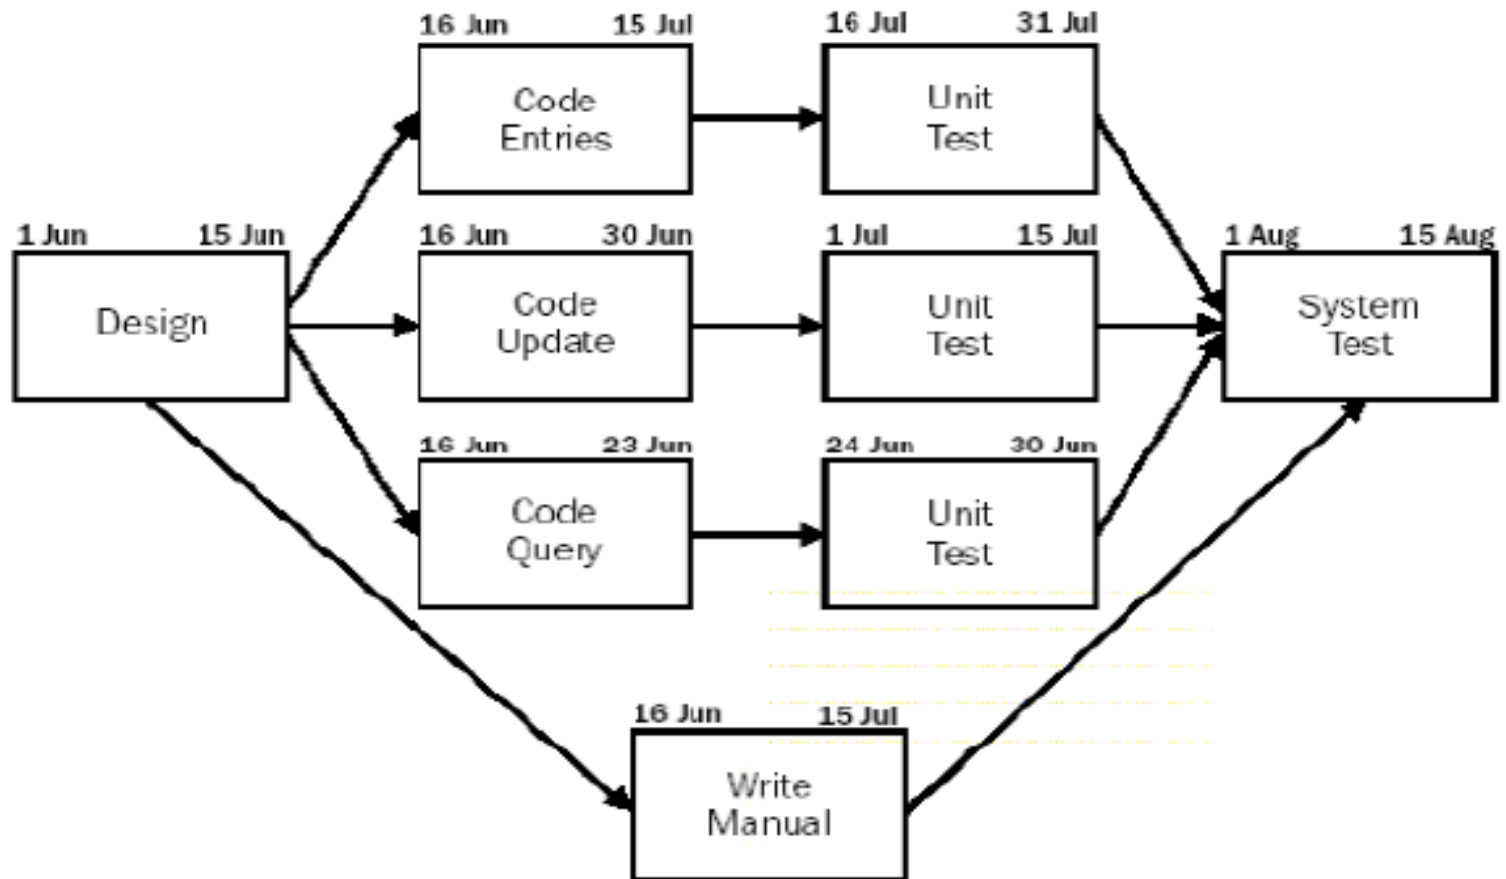 16 Jun 15 Jul
Code
Entries
16 Jul 31 Jul
Unit
Test
1 Jun 15 Jun
Design
16 Jun 30 Jun
Code
Update
1 Jul 15 Jul
Unit
Test
1 Aug 15 Aug
System
Test
16 Jun 23 Jun
Code
Query
24 Jun 30 Jun
Unit
Test
16 Jun 15 Jul
Write
Manual